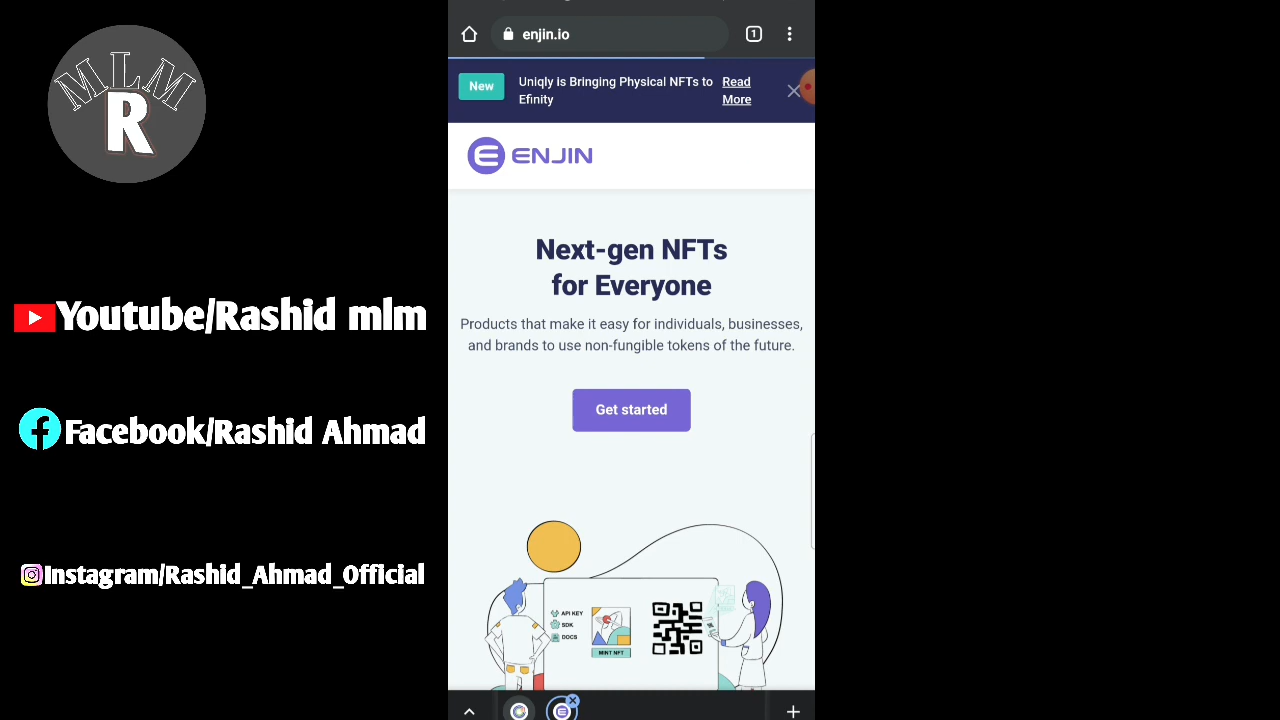 MLM
R
Youtube/Rashid mlm
Facebook/Rashid Ahmad
Instagram/Rashid_Ahmad_Official
enjin.io
1
New
Uniqly is Bringing Physical NFTs to
Efinity
Read
More
ENJIN
Next-gen NFTs
for Everyone
Products that make it easy for individuals, businesses,
and brands to use non-fungible tokens of the future.
Get started
API KEY
SDK
DOCS
MINT NFT